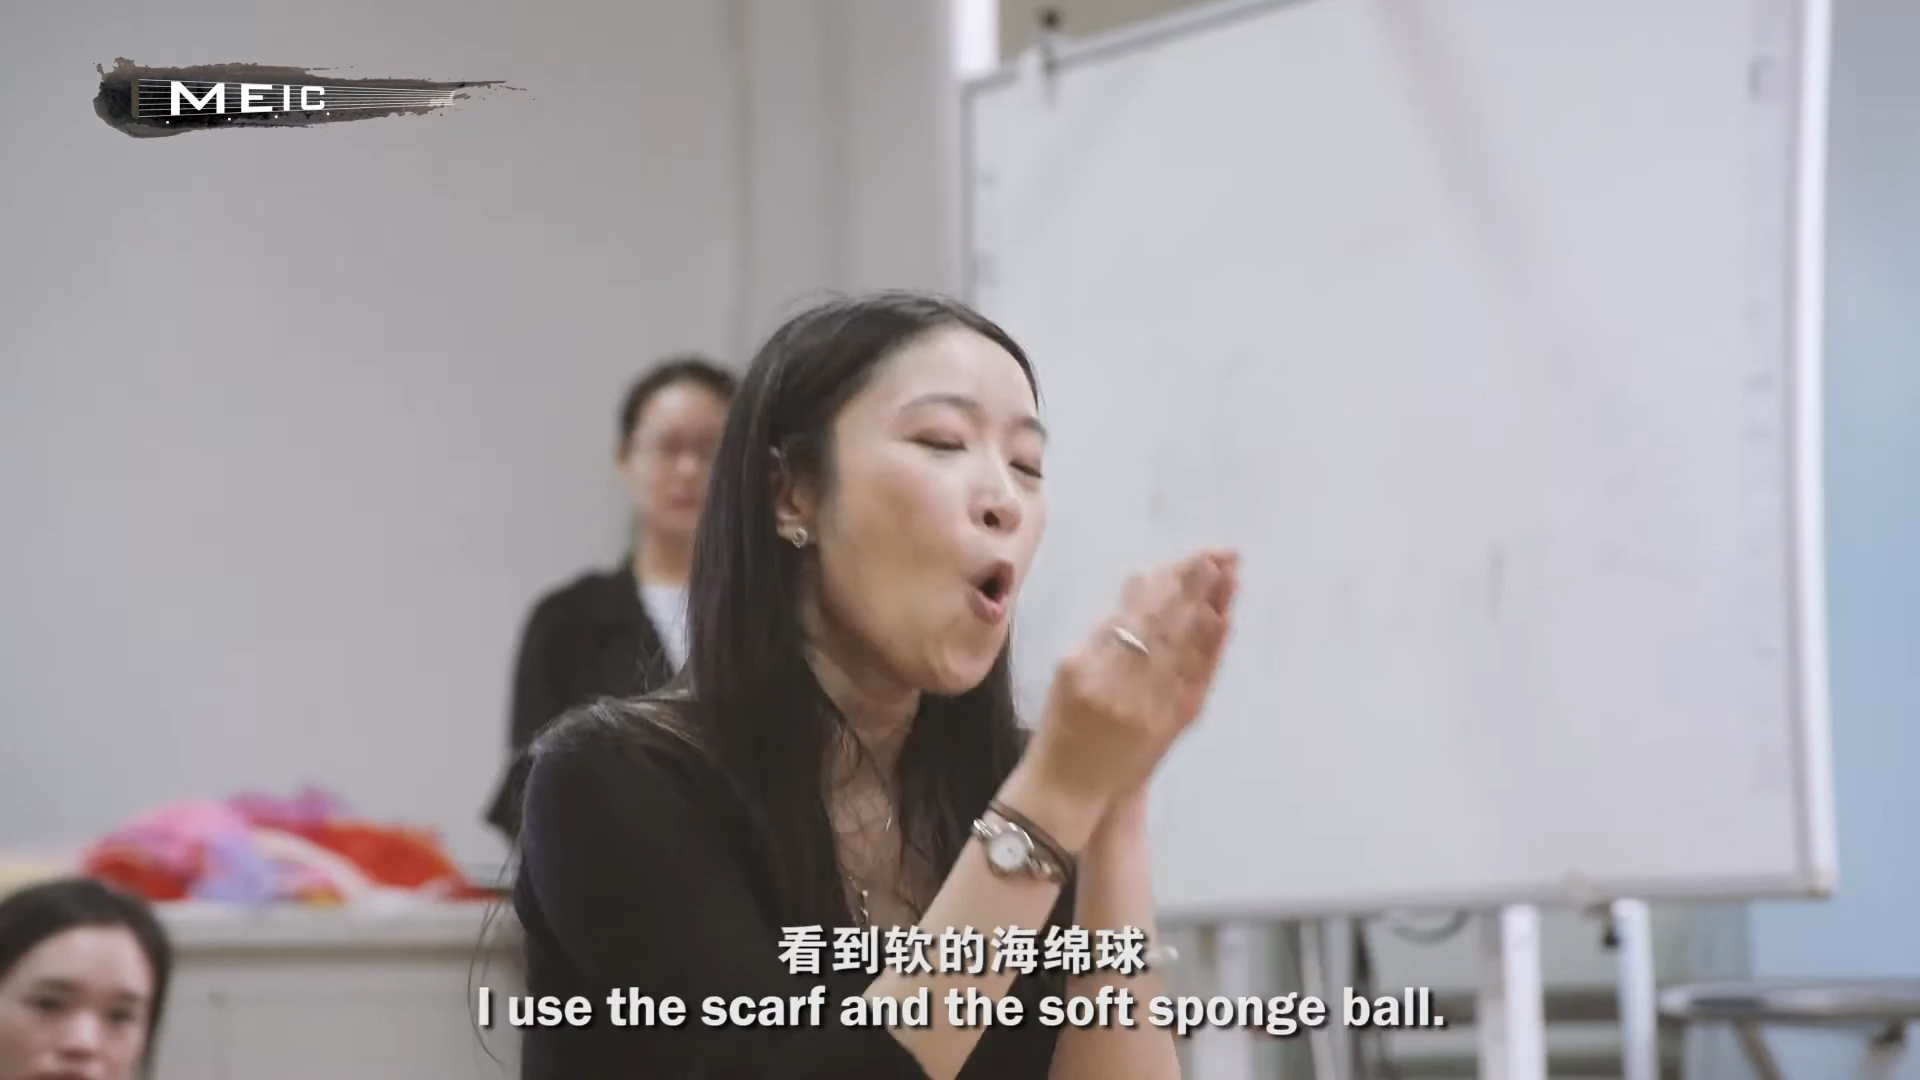 MEIC
看到软的海绵球
I use the scarf and the soft sponge ball.